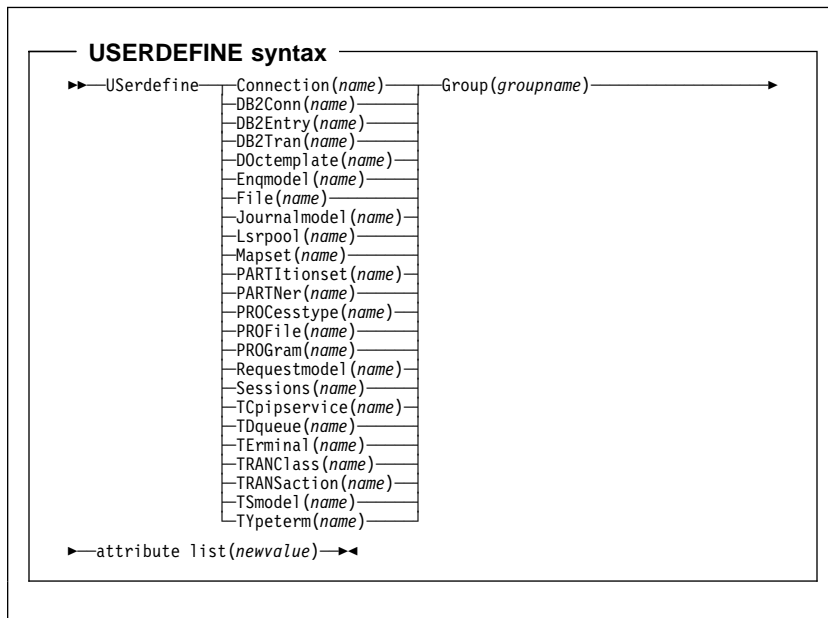 USERDEFINE syntax
USerdefine Connection(name) Group(groupname)
DB2Conn(name)
DB2Entry(name)
DB2Tran(name)
DOctemplate(name)
Enqmodel(name)
File(name)
Journalmodel(name)
Lsrpool(name)
Mapset(name)
PARTItionset(name)
PARTNer(name)
PROCesstype(name)
PROFile(name)
PROGram(name)
Requestmodel(name)
Sessions(name)
TCpipservice(name)
TDqueue(name)
TErminal(name)
TRANClass(name)
TRANSaction(name)
TSmodel(name)
TYpeterm(name)
attribute list(newvalue)